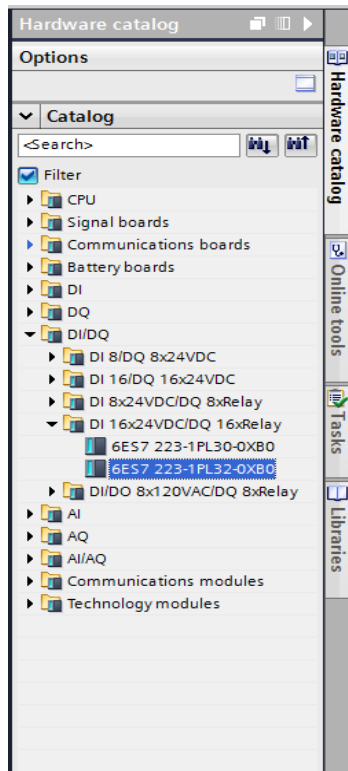 Hardware catalog
Options
Catalog
<Search>
Filter
CPU
Signal boards
Communications boards
Battery boards
DI
DQ
DI/DQ
DI 8/DQ 8x24VDC
DI 16/DQ 16x24VDC
DI 8x24VDC/DQ 8xRelay
DI 16x24VDC/DQ 16xRelay
6ES7 223-1PL30-0XB0
6ES7 223-1PL32-0XB0
DI/DO 8x120VAC/DQ 8xRelay
AI
AQ
AI/AQ
Communications modules
Technology modules
Hardware catalog
Online tools
Tasks
Libraries